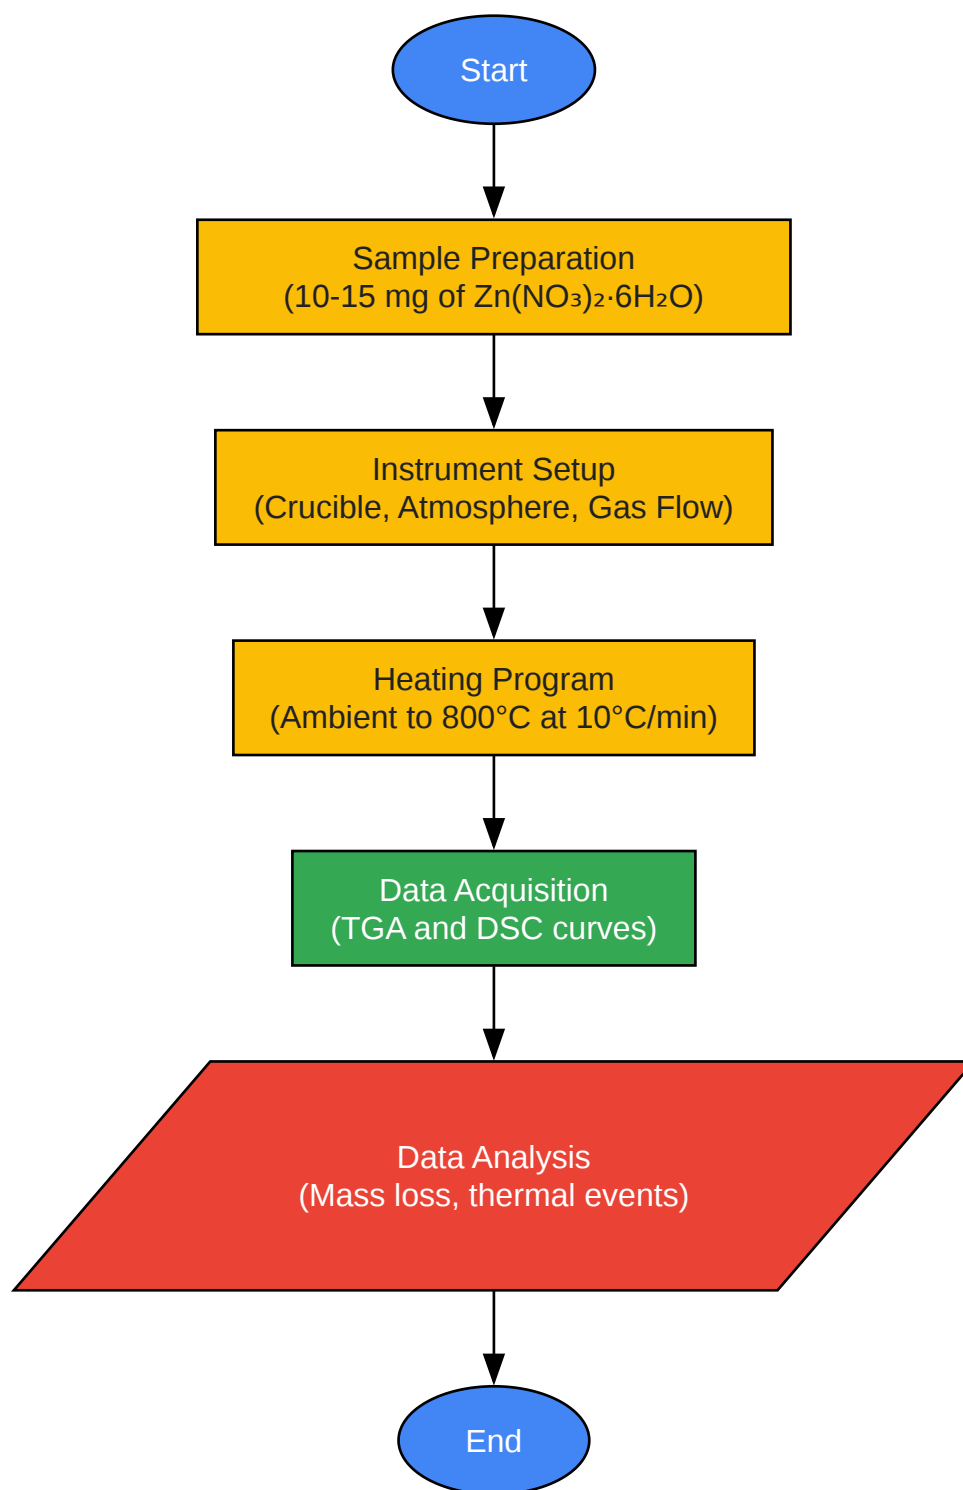 Start
Sample Preparation
(10-15 mg of Zn(NO₃)₂·6H₂O)
Instrument Setup
(Crucible, Atmosphere, Gas Flow)
Heating Program
(Ambient to 800°C at 10°C/min)
Data Acquisition
(TGA and DSC curves)
Data Analysis
(Mass loss, thermal events)
End